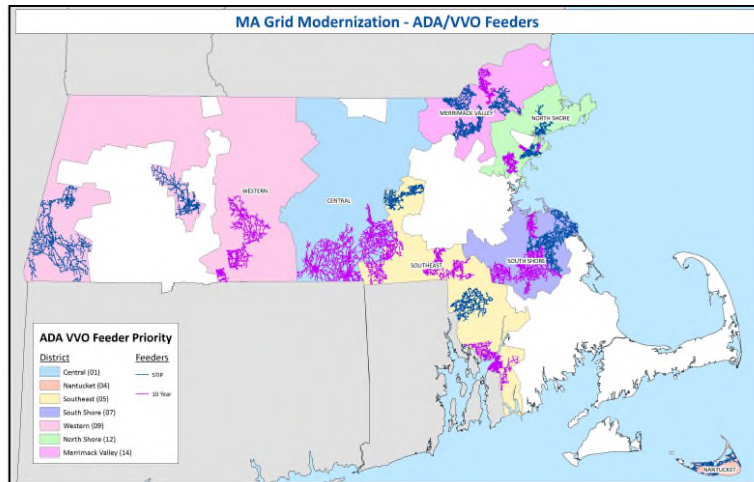 MA Grid Modernization - ADA/VVO Feeders
MERRIMACK VALLEY
NORTH SHORE
WESTERN
CENTRAL
SOUTHEAST
SOUTH SHORE
ADA VVO Feeder Priority
District
Feeders
Central (01)
STIP
Nantucket (04)
10 Year
Southeast (05)
South Shore (07)
Western (09)
North Shore (12)
Merrimack Valley (14)
NANTUCKET